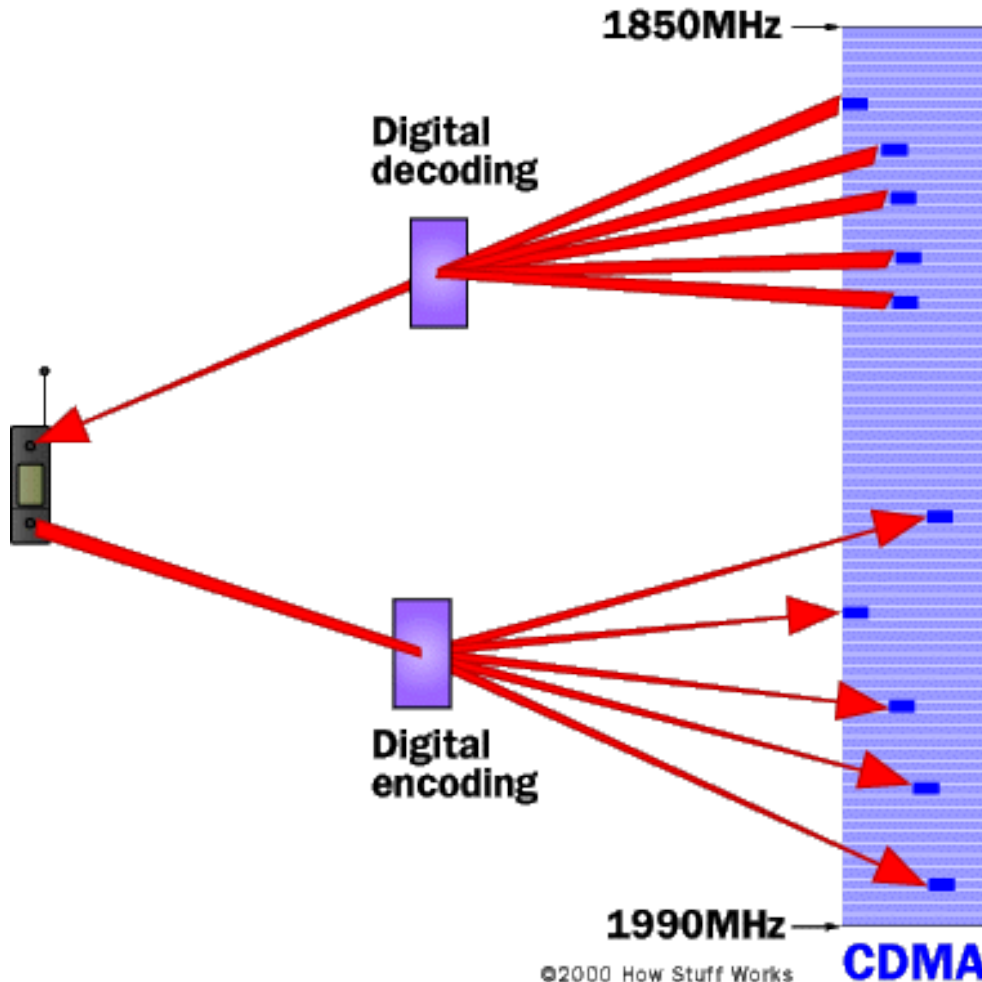 1850MHz
Digital
decoding
Digital
encoding
1990MHz
©2000 How Stuff Works
CDMA